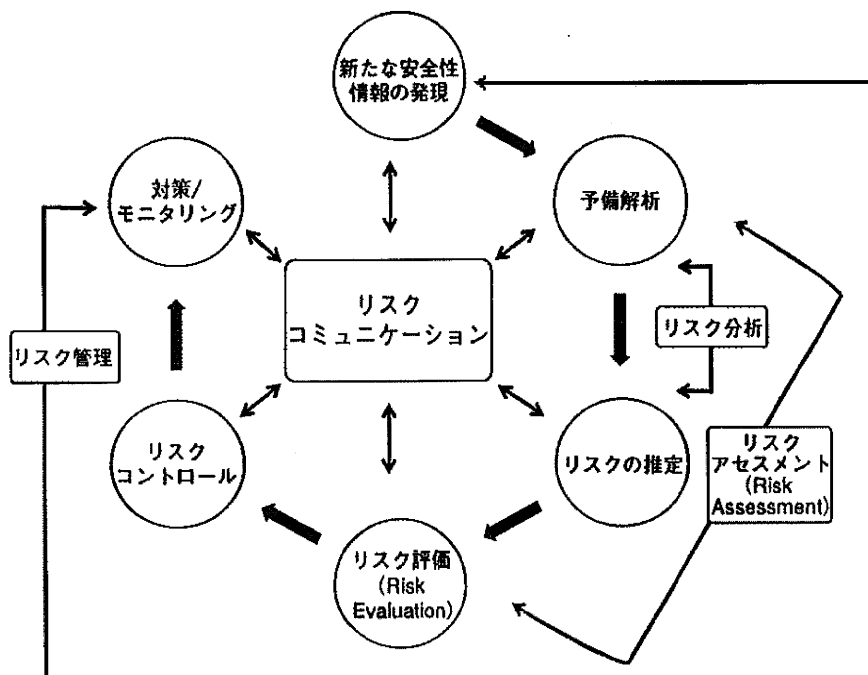 新たな安全性
情報の発現
対策/
モニタリング
予備解析
リスク
コミュニケーション
リスク管理
リスク分析
リスク
コントロール
リスクの推定
リスク
アセスメント
(Risk
Assessment)
リスク評価
(Risk
Evaluation)